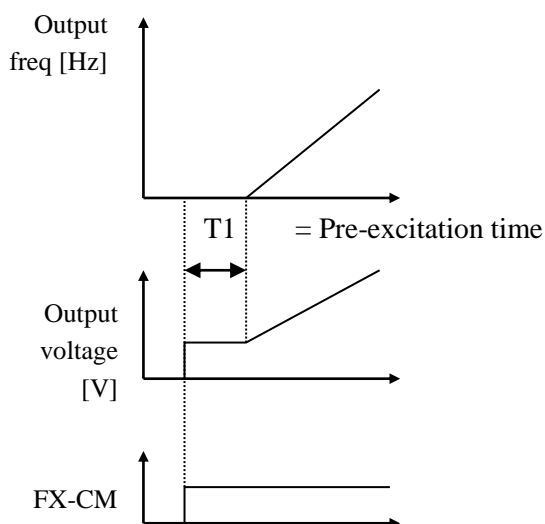 Output
freq [Hz]
T1 = Pre-excitation time
Output
voltage
[V]
FX-CM